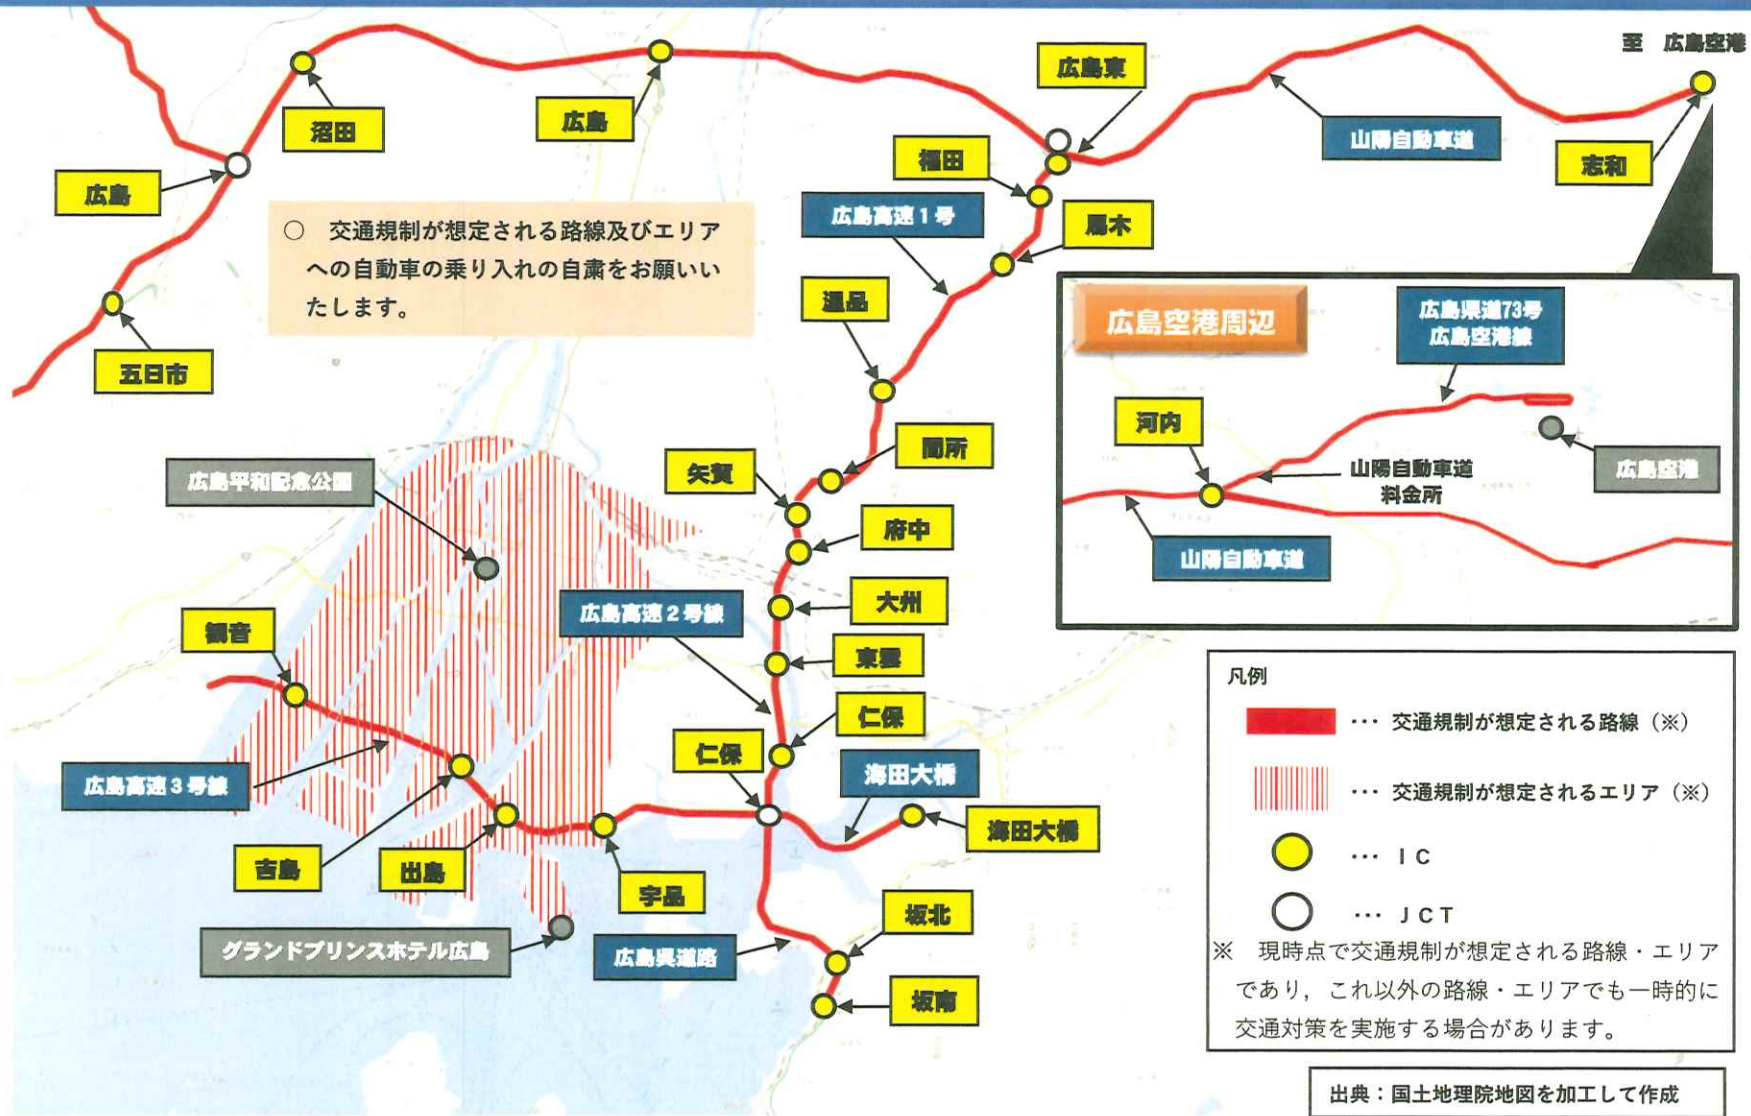 至 広島空港
広島東
沼田
広島
山陽自動車道
福田
志和
広島
広島高速1号
馬木
○ 交通規制が想定される路線及びエリア
への自動車の乗り入れの自粛をお願いい
たします。
温品
五日市
広島空港周辺
広島県道73号
広島空港線
河内
山陽自動車道
料金所
広島空港
山陽自動車道
間所
矢賀
広島平和記念公園
府中
大州
広島高速2号線
観音
東雲
仁保
仁保
海田大橋
広島高速3号線
海田大橋
吉島
出島
宇品
坂北
グランドプリンスホテル広島
広島呉道路
坂南
凡例
… 交通規制が想定される路線(※)
… 交通規制が想定されるエリア(※)
… IC
… JCT
※ 現時点で交通規制が想定される路線・エリア
であり,これ以外の路線・エリアでも一時的に
交通対策を実施する場合があります。
出典:国土地理院地図を加工して作成